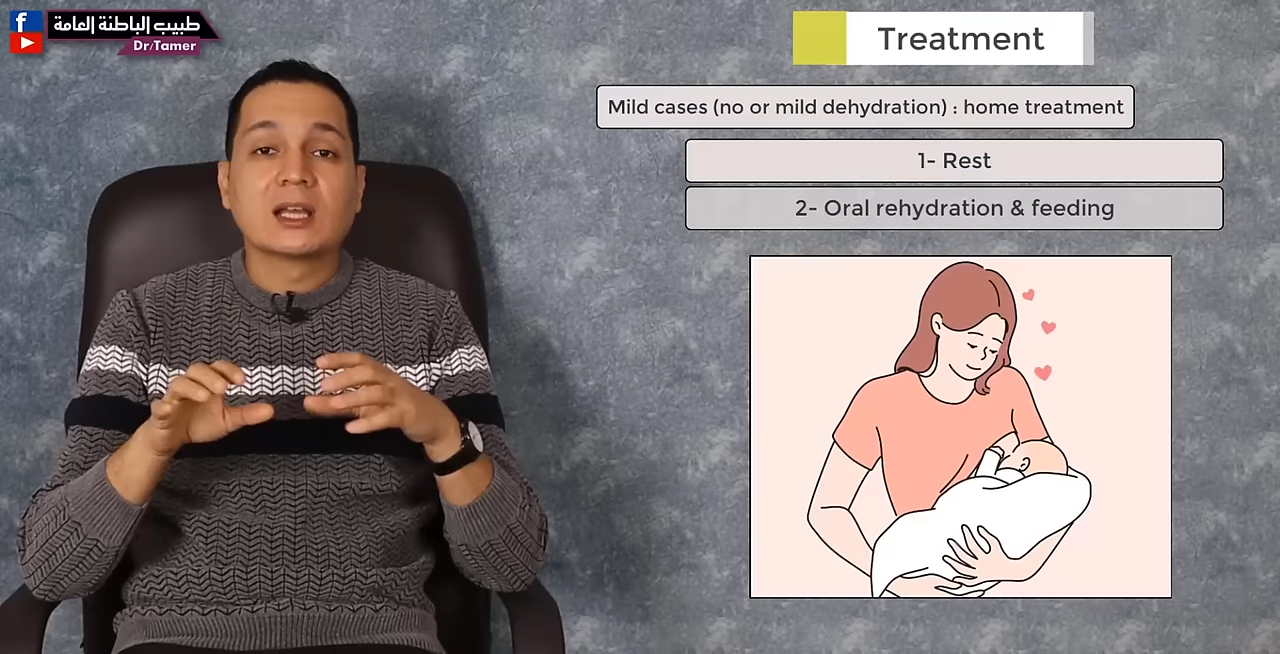 f
طبيب الباطنة العامة
Dr/Tamer
Treatment
Mild cases (no or mild dehydration) : home treatment
1- Rest
2- Oral rehydration & feeding